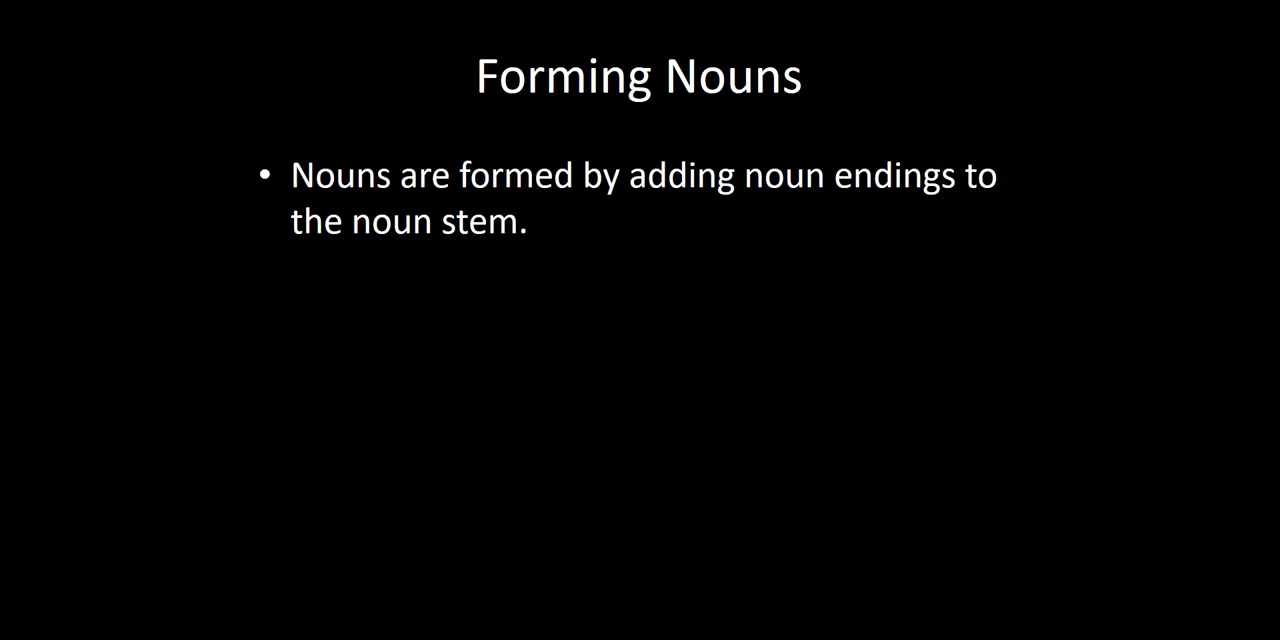 Forming Nouns
• Nouns are formed by adding noun endings to
the noun stem.